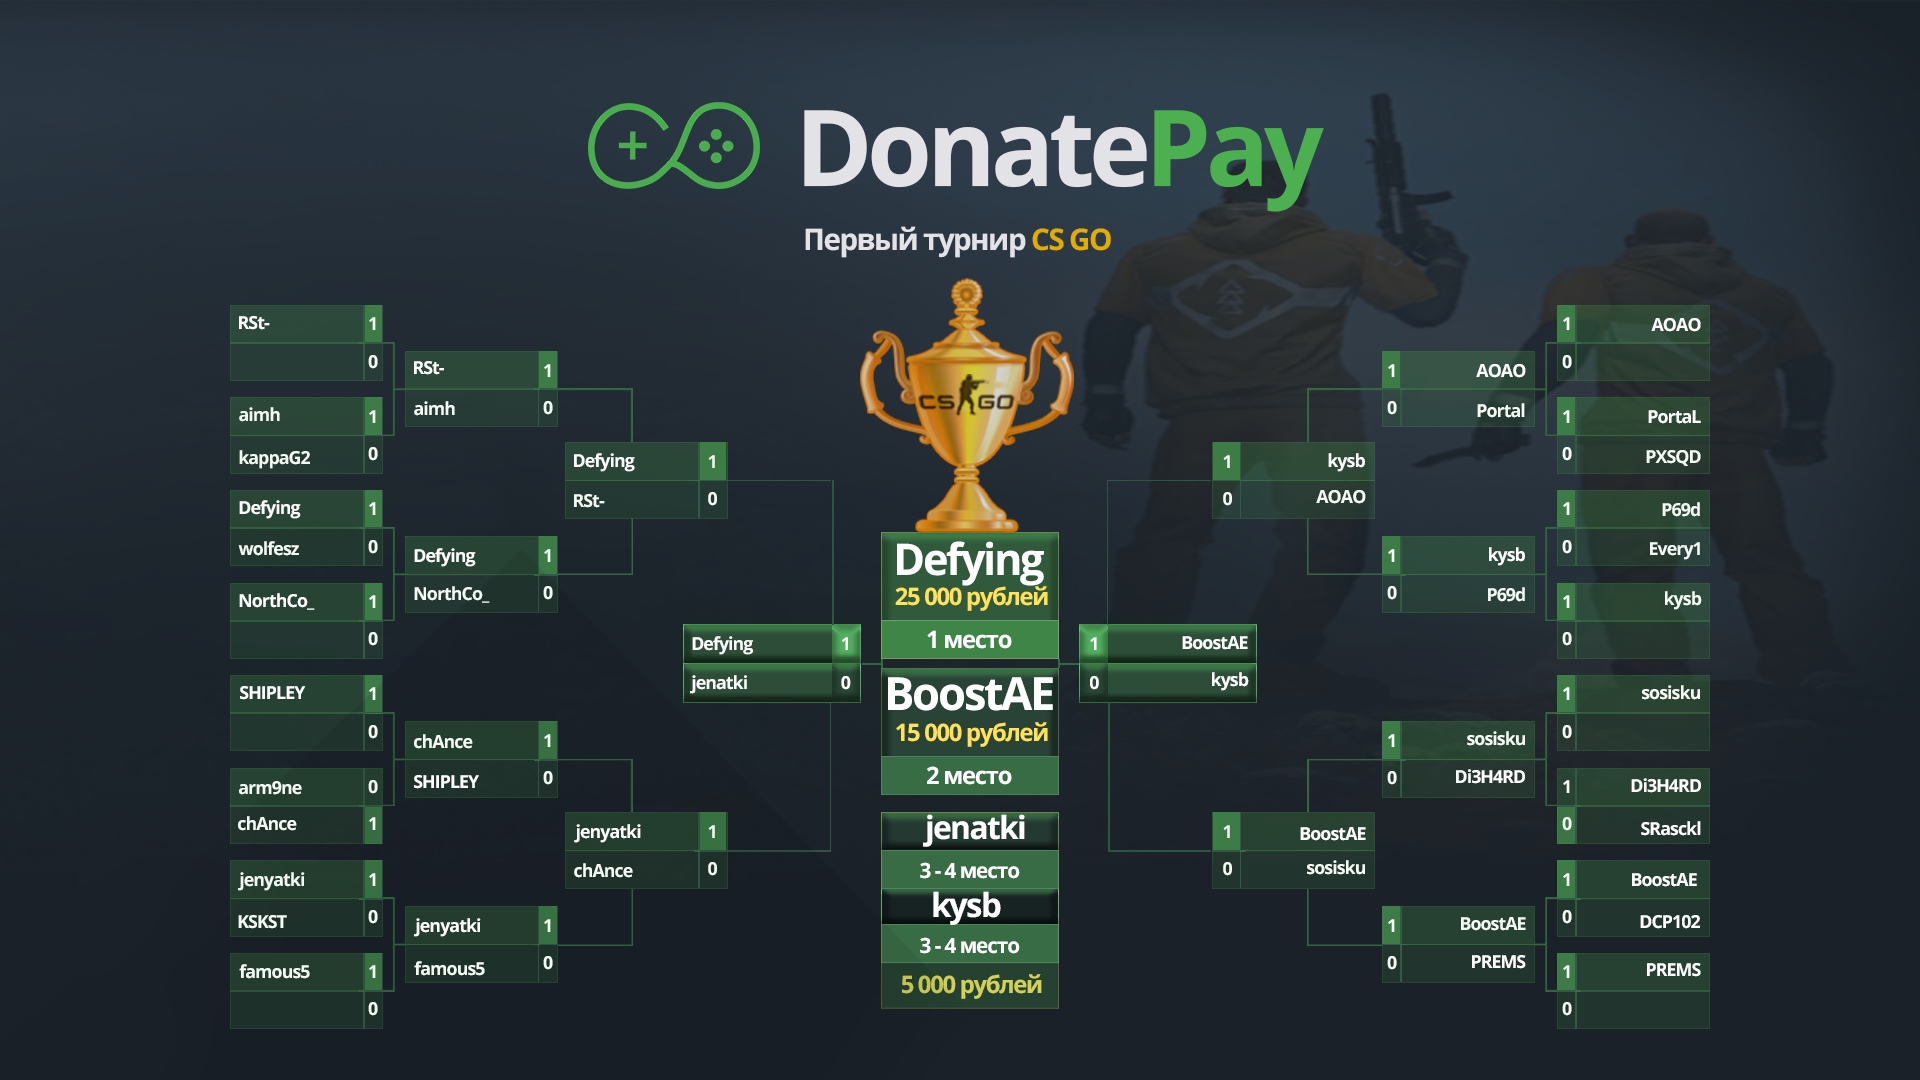 DonatePay
Первый турнир CS GO
CS GO
RSt- 1
0
aimh 1
kappaG2 0
Defying 1
wolfesz 0
NorthCo_ 1
0
SHIPLEY 1
0
arm9ne 0
chAnce 1
jenyatki 1
KSKST 0
famous5 1
0
RSt- 1
aimh 0
Defying 1
NorthCo_ 0
chAnce 1
SHIPLEY 0
jenyatki 1
famous5 0
Defying 1
RSt- 0
jenyatki 1
chAnce 0
Defying 1
jenatki 0
Defying
25 000 рублей
1 место
BoostAE
15 000 рублей
2 место
jenatki
3 - 4 место
kysb
3 - 4 место
5 000 рублей
1 BoostAE
0 kysb
1 kysb
0 AOAO
1 BoostAE
0 sosisku
1 AOAO
0 Portal
1 kysb
0 P69d
1 sosisku
0 Di3H4RD
1 BoostAE
0 PREMS
1 AOAO
0
1 PortaL
0 PXSQD
1 P69d
0 Every1
1 kysb
0
1 sosisku
0
1 Di3H4RD
0 SRasckl
1 BoostAE
0 DCP102
1 PREMS
0